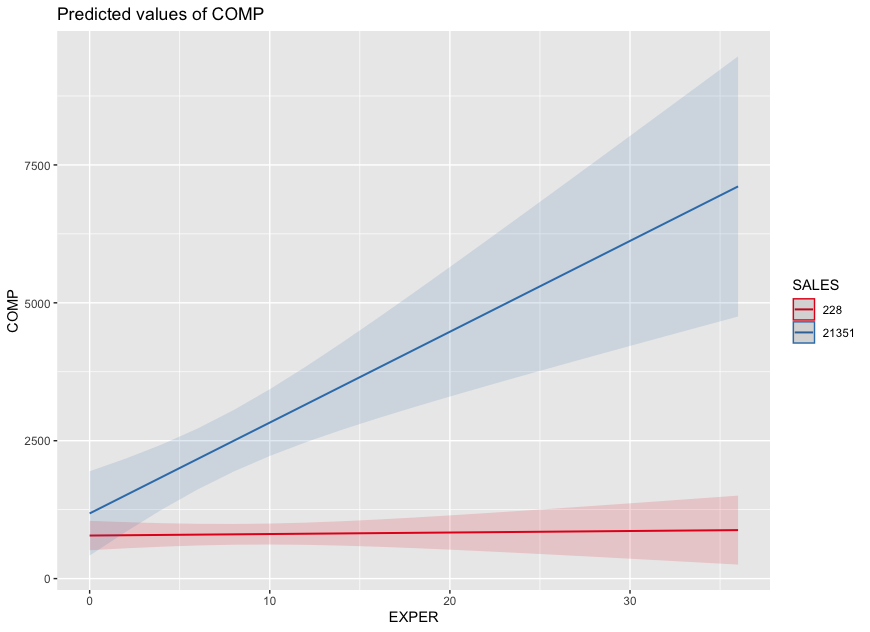 Predicted values of COMP
COMP
7500
5000
2500
0
0 10 20 30
EXPER
SALES
228
21351